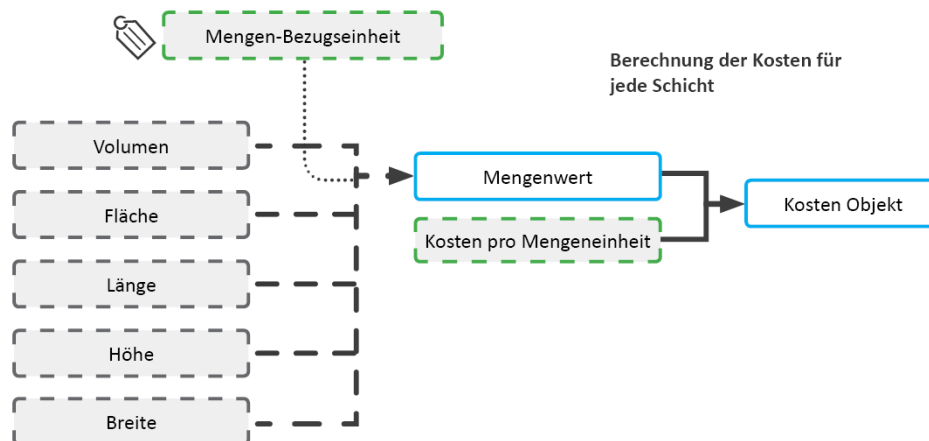 Mengen-Bezugseinheit
Berechnung der Kosten für
jede Schicht
Volumen
Mengenwert
Fläche
Kosten Objekt
Kosten pro Mengeneinheit
Länge
Höhe
Breite